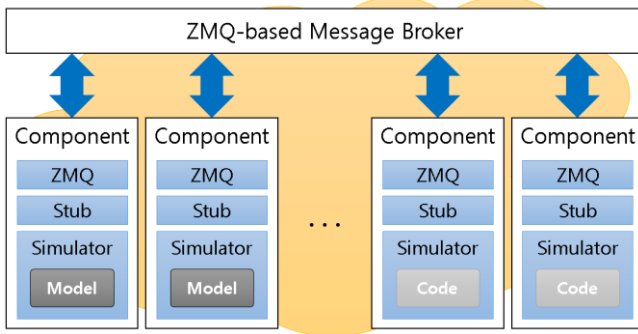 ZMQ-based Message Broker
Component Component Component Component
ZMQ ZMQ ZMQ ZMQ
Stub Stub ... Stub Stub
Simulator Simulator Simulator Simulator
Model Model Code Code